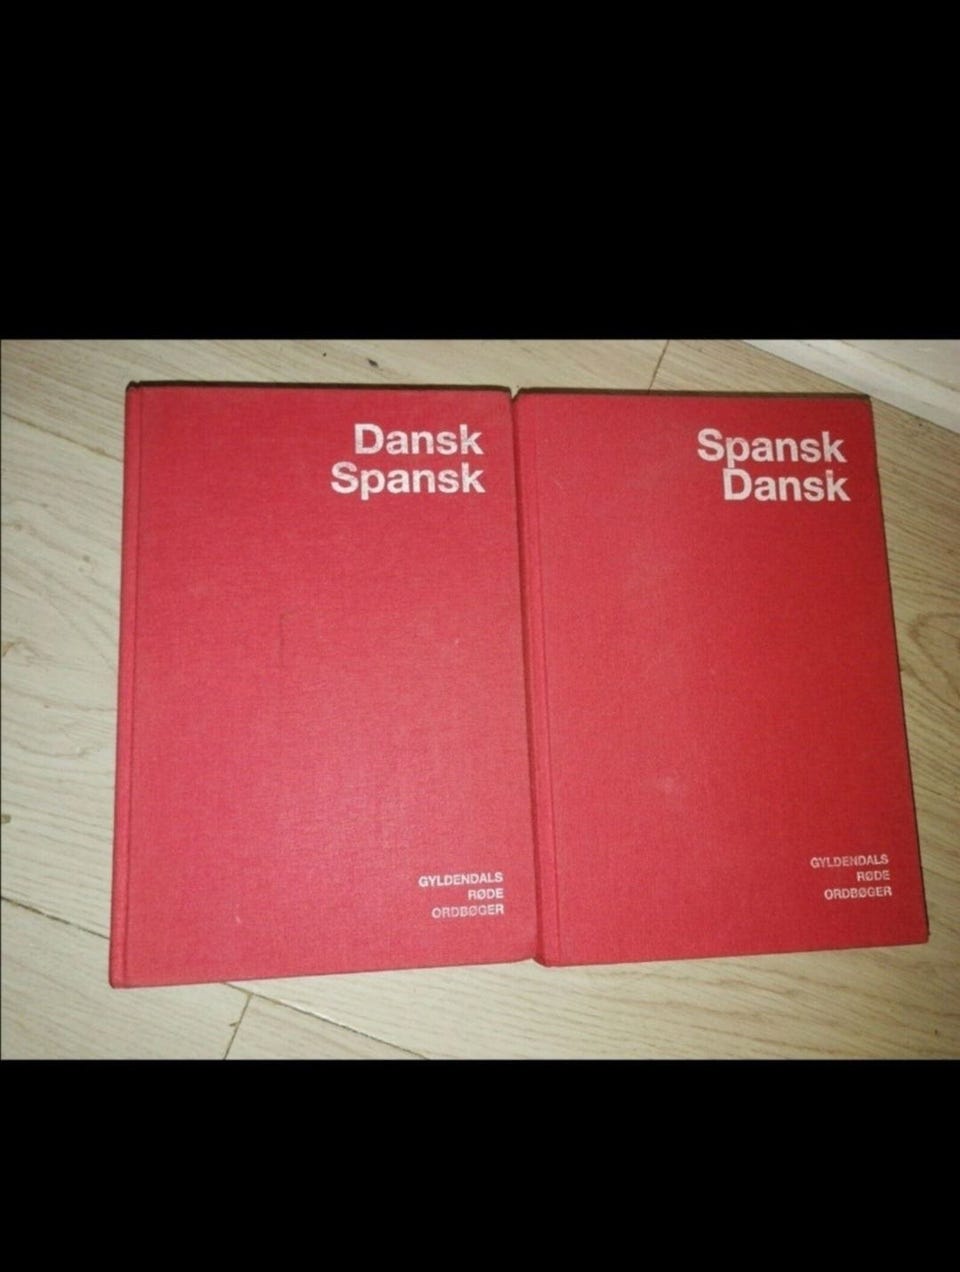 Dansk
Spansk
GYLDENDALS
RØDE
ORDBØGER
Spansk
Dansk
GYLDENDALS
RØDE
ORDBØGER